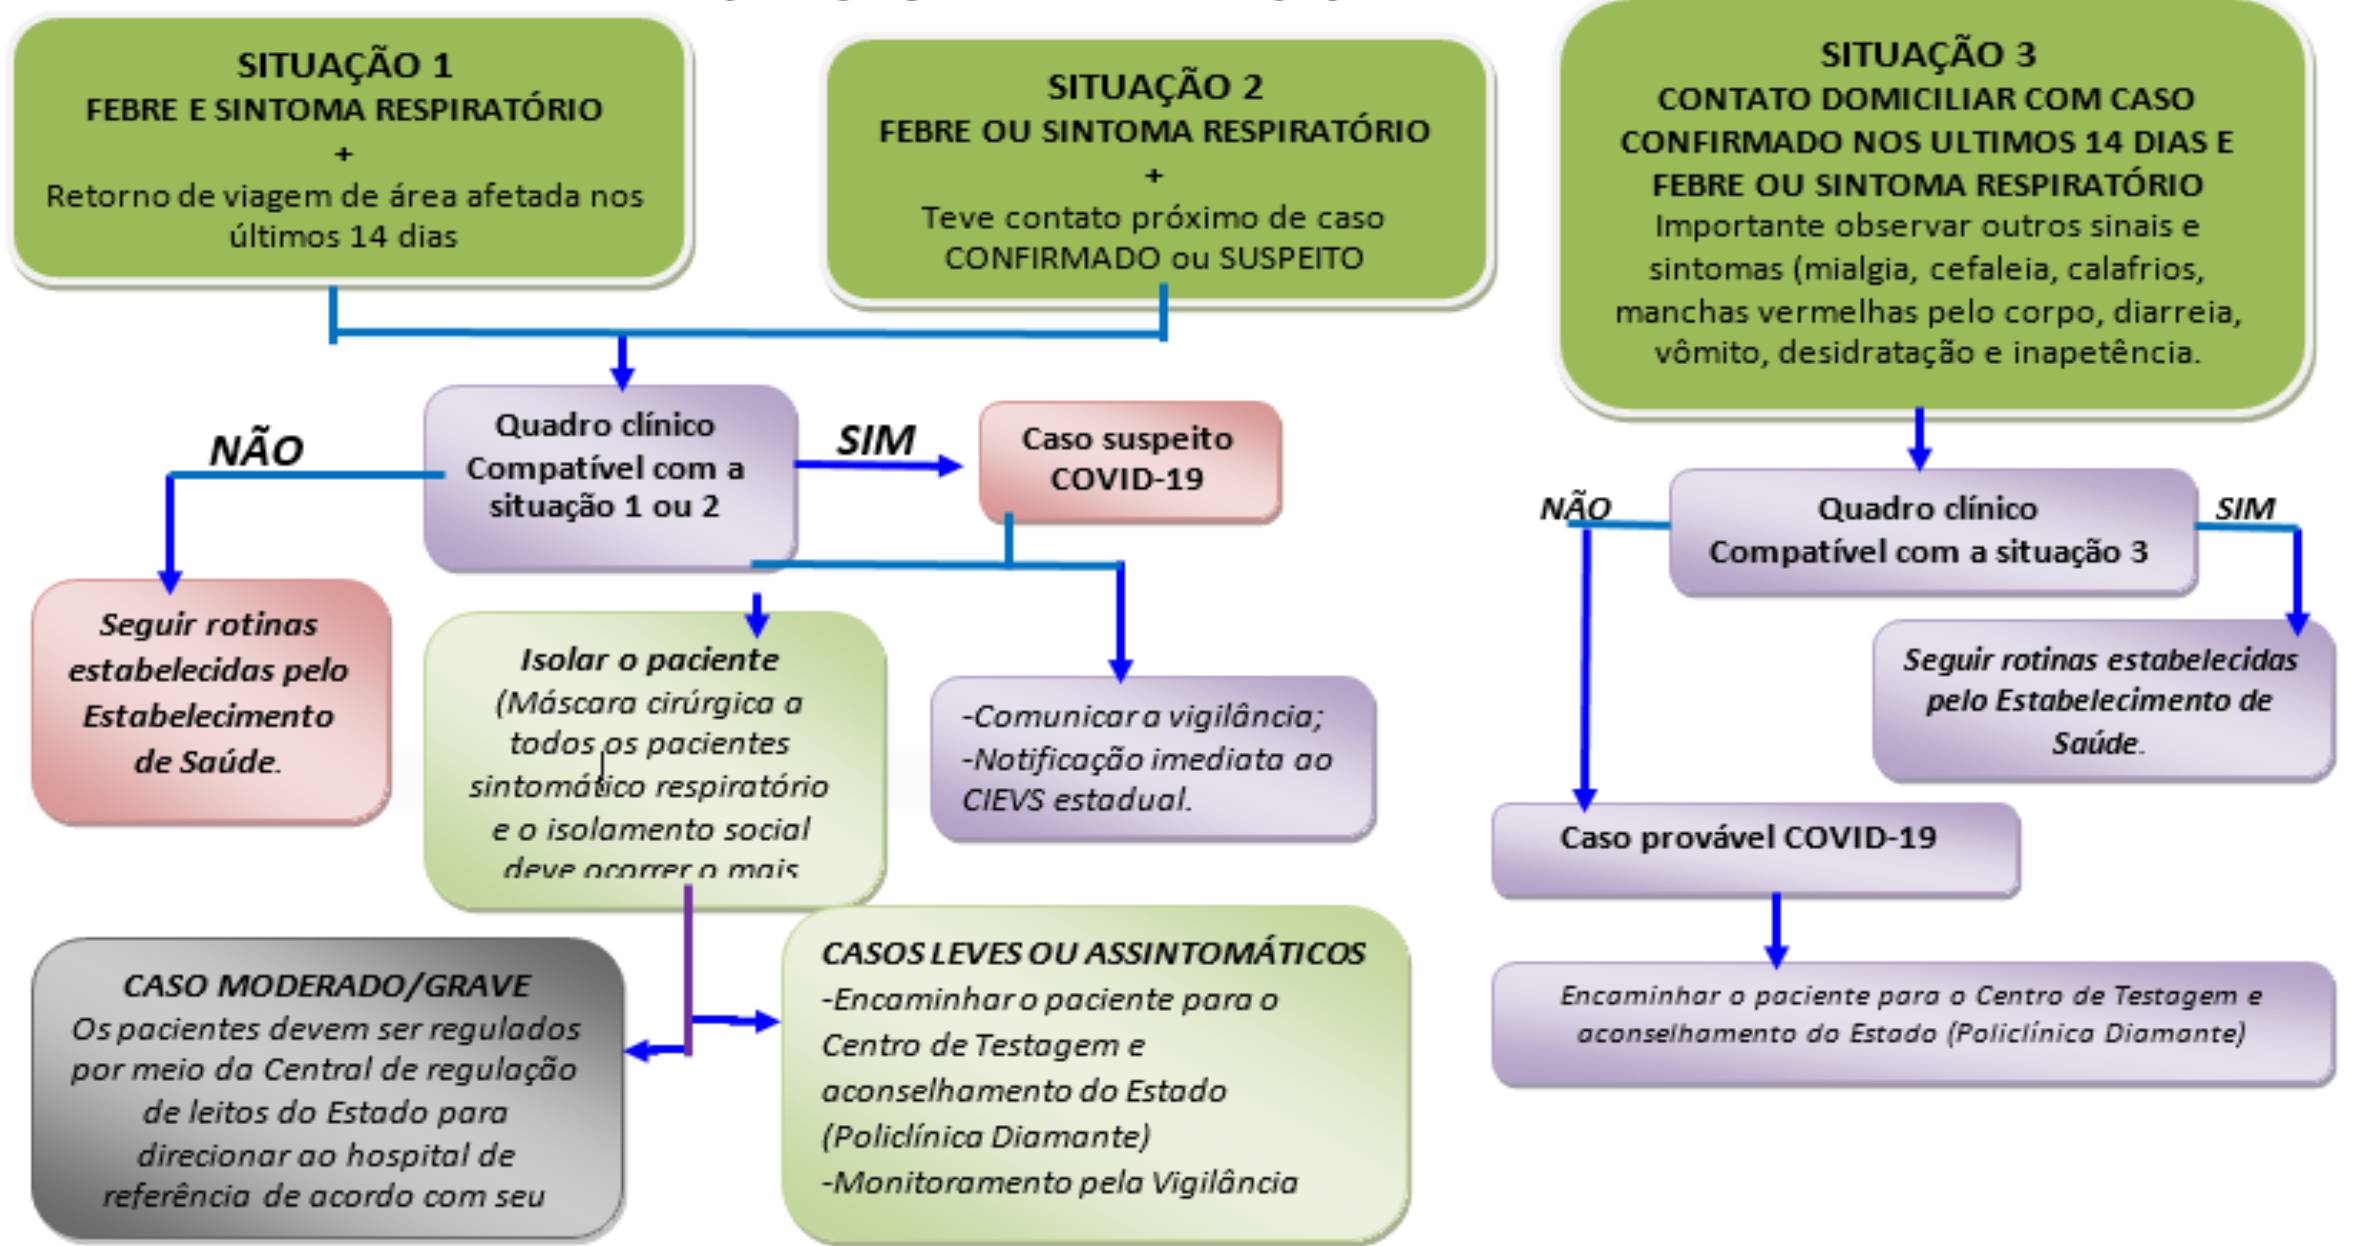 SITUAÇÃO 1
FEBRE E SINTOMA RESPIRATÓRIO
+
Retorno de viagem de área afetada nos
últimos 14 dias
SITUAÇÃO 2
FEBRE OU SINTOMA RESPIRATÓRIO
+
Teve contato próximo de caso
CONFIRMADO ou SUSPEITO
SITUAÇÃO 3
CONTATO DOMICILIAR COM CASO
CONFIRMADO NOS ULTIMOS 14 DIAS E
FEBRE OU SINTOMA RESPIRATÓRIO
Importante observar outros sinais e
sintomas (mialgia, cefaleia, calafrios,
manchas vermelhas pelo corpo, diarreia,
vômito, desidratação e inapetência.
NÃO
Quadro clínico
Compatível com a
situação 1 ou 2
SIM
Caso suspeito
COVID-19
NÃO
Quadro clínico
Compatível com a situação 3
SIM
Seguir rotinas
estabelecidas pelo
Estabelecimento
de Saúde.
Isolar o paciente
(Máscara cirúrgica a
todos os pacientes
sintomático respiratório
e o isolamento social
deve ocorrer o mais
-Comunicar a vigilância;
-Notificação imediata ao
CIEVS estadual.
Seguir rotinas estabelecidas
pelo Estabelecimento de
Saúde.
Caso provável COVID-19
CASO MODERADO/GRAVE
Os pacientes devem ser regulados
por meio da Central de regulação
de leitos do Estado para
direcionar ao hospital de
referência de acordo com seu
CASOS LEVES OU ASSINTOMÁTICOS
-Encaminhar o paciente para o
Centro de Testagem e
aconselhamento do Estado
(Policlínica Diamante)
-Monitoramento pela Vigilância
Encaminhar o paciente para o Centro de Testagem e
aconselhamento do Estado (Policlínica Diamante)